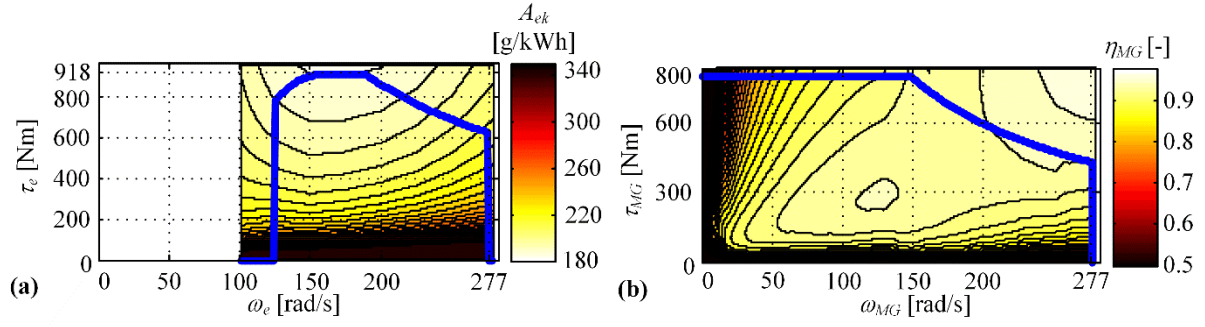 A_ek
[g/kWh]
918
800
600
400
200
0
τ_e [Nm]
0 50 100 150 200 277
ω_e [rad/s]
340
300
260
220
180
(a)
η_MG [-]
800
600
300
0
τ_MG [Nm]
0 50 100 150 200 277
ω_MG [rad/s]
0.9
0.8
0.7
0.6
0.5
(b)